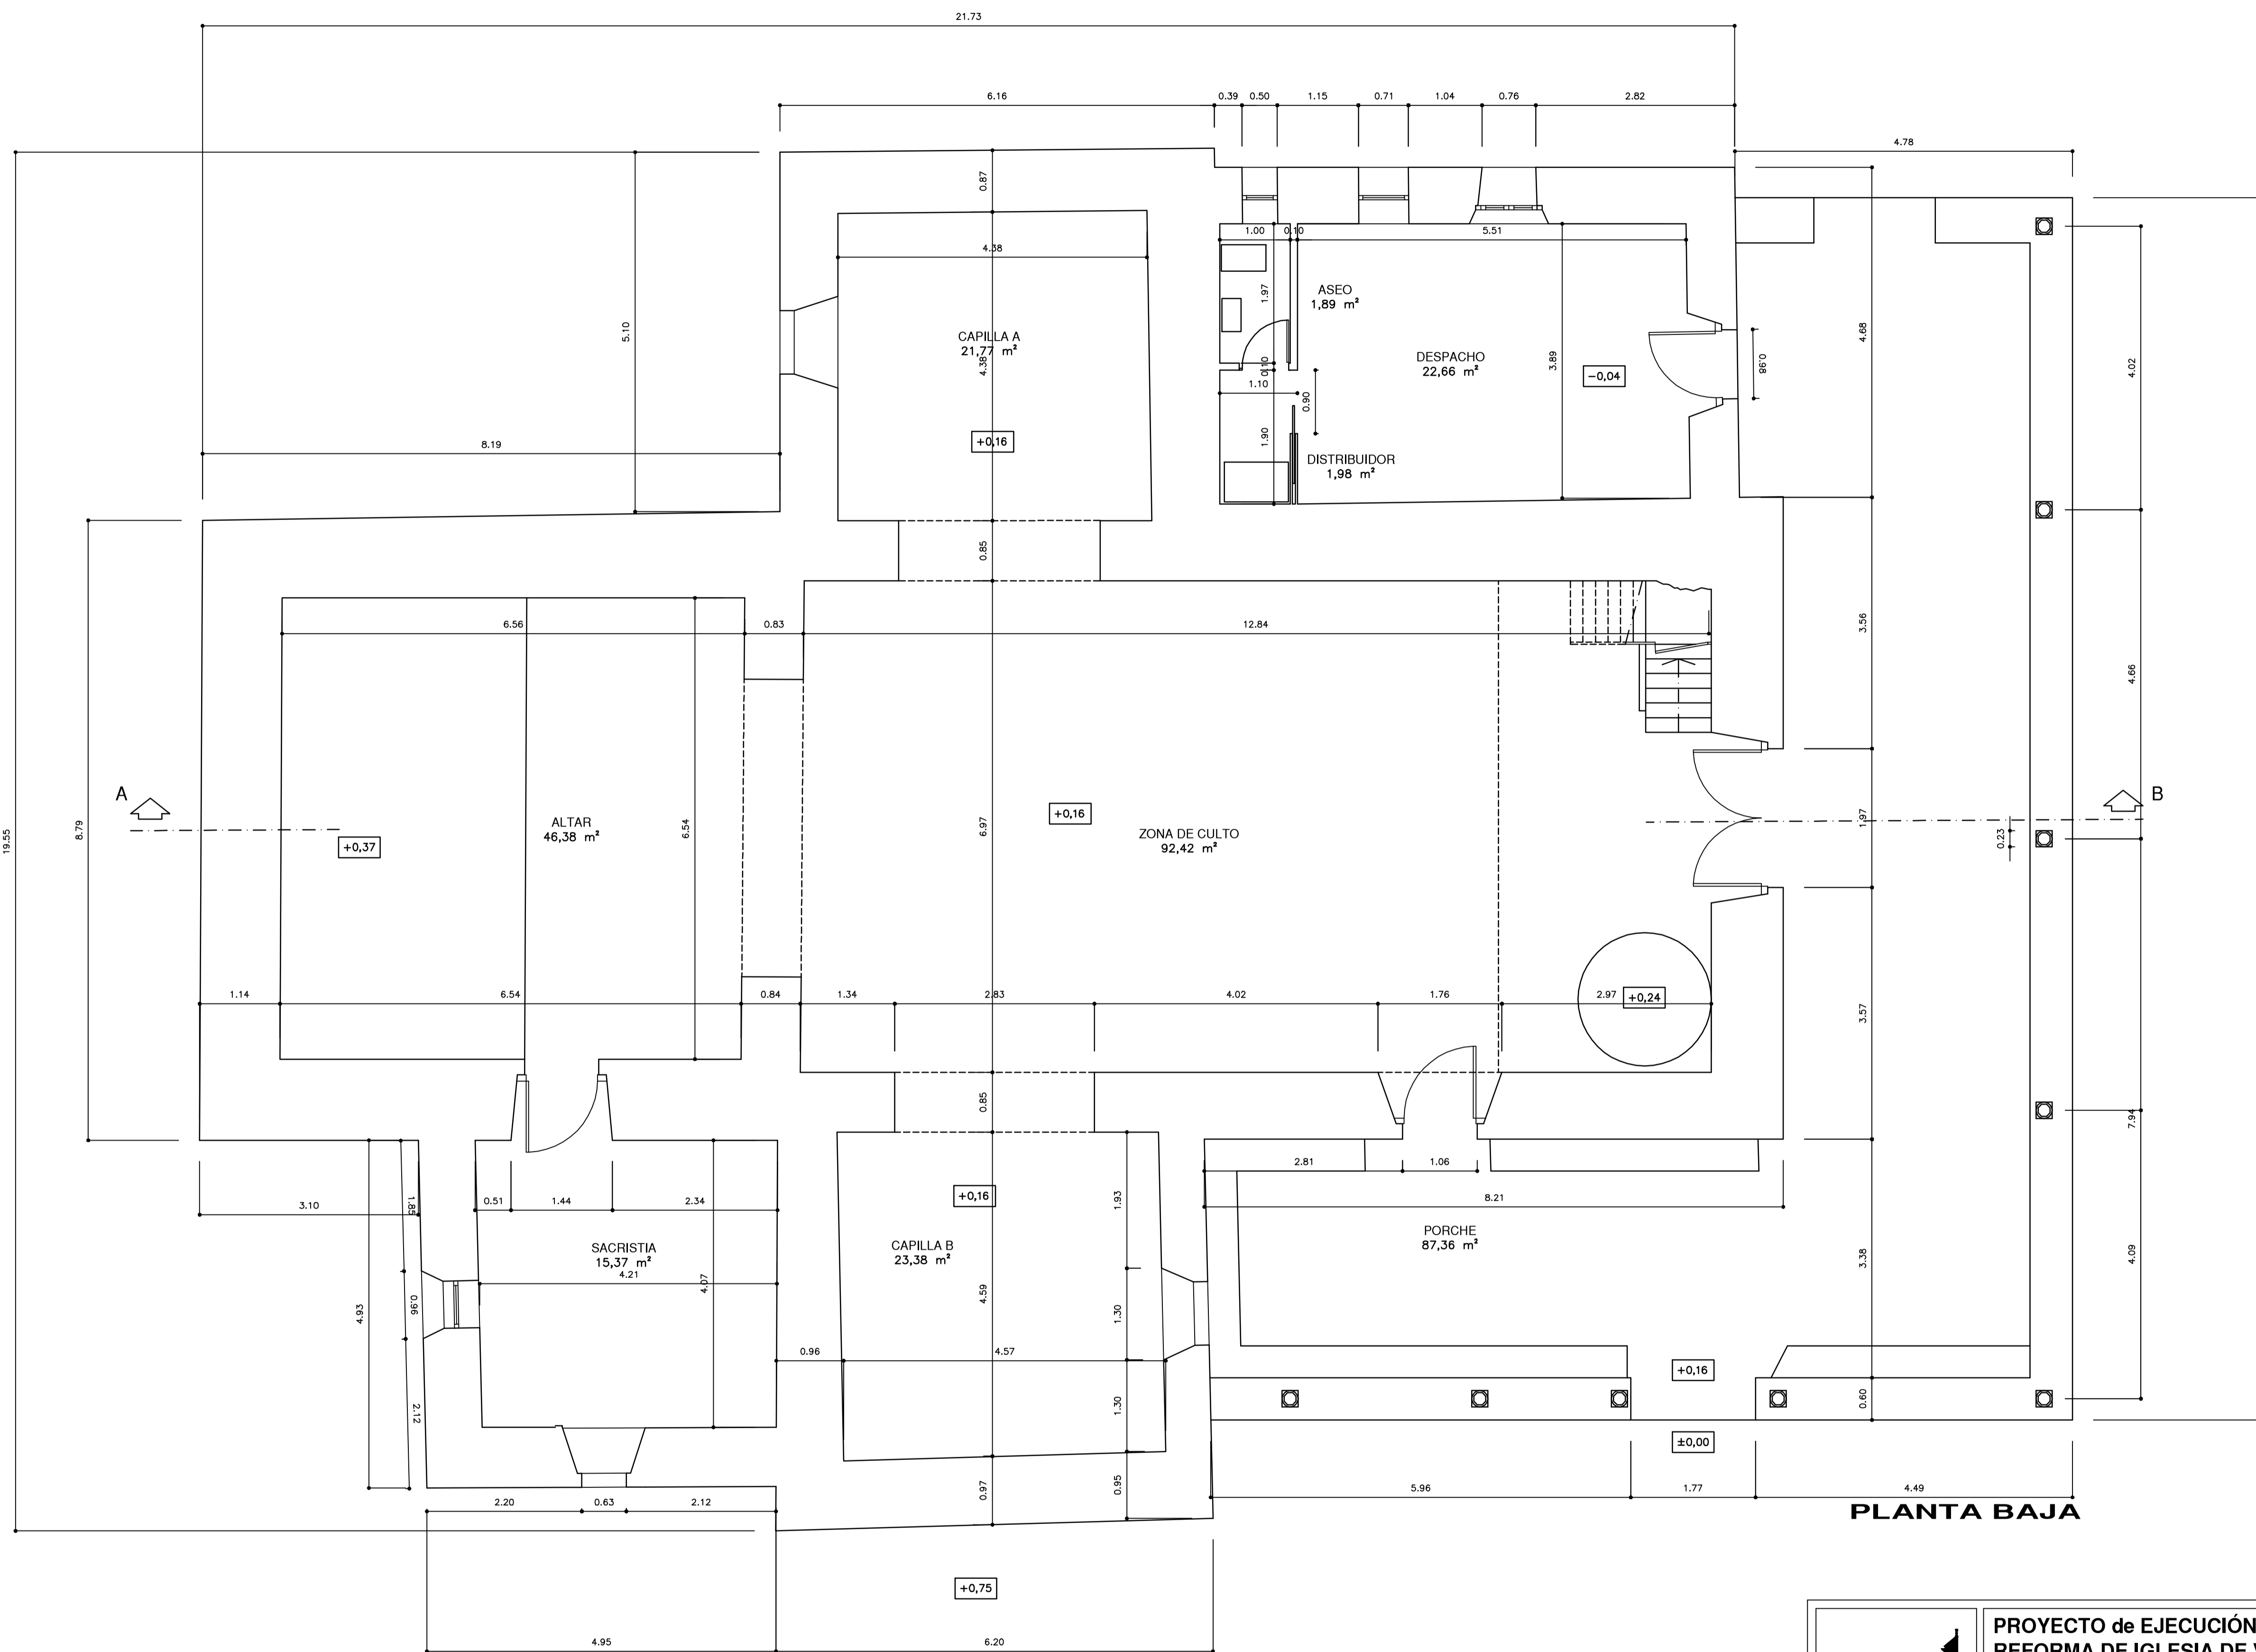 21.73
6.16 0.39 0.50 1.15 0.71 1.04 0.76 2.82
4.78
0.87
1.00 0.10 5.51
4.38
ASEO
1,89 m²
1.97
CAPILLA A
21,77 m²
4.38
5.10
DESPACHO
22,66 m²
3.89
-0,04
0.98
4.68
4.02
0.10
1.10
0.90
8.19
+0,16
1.90
DISTRIBUIDOR
1,98 m²
0.85
6.56 0.83 12.84
3.56
4.66
A
B
19.55
8.79
ALTAR
46,38 m²
6.54
+0,37
6.97
+0,16
ZONA DE CULTO
92,42 m²
1.97
0.23
1.14 6.54 0.84 1.34 2.83 4.02 1.76 2.97
+0,24
3.57
0.85
7.94
2.81 1.06
3.10
1.85
0.51 1.44 2.34
+0,16
1.93
8.21
SACRISTIA
15,37 m²
4.21
4.07
CAPILLA B
23,38 m²
PORCHE
87,36 m²
3.38
4.09
4.93
0.96
4.59
1.30
0.96 4.57
+0,16
2.12
1.30
0.60
±0,00
0.97
0.95
2.20 0.63 2.12
5.96 1.77 4.49
PLANTA BAJA
+0,75
4.95 6.20
PROYECTO de EJECUCIÓN
REFORMA DE IGLESIA DE